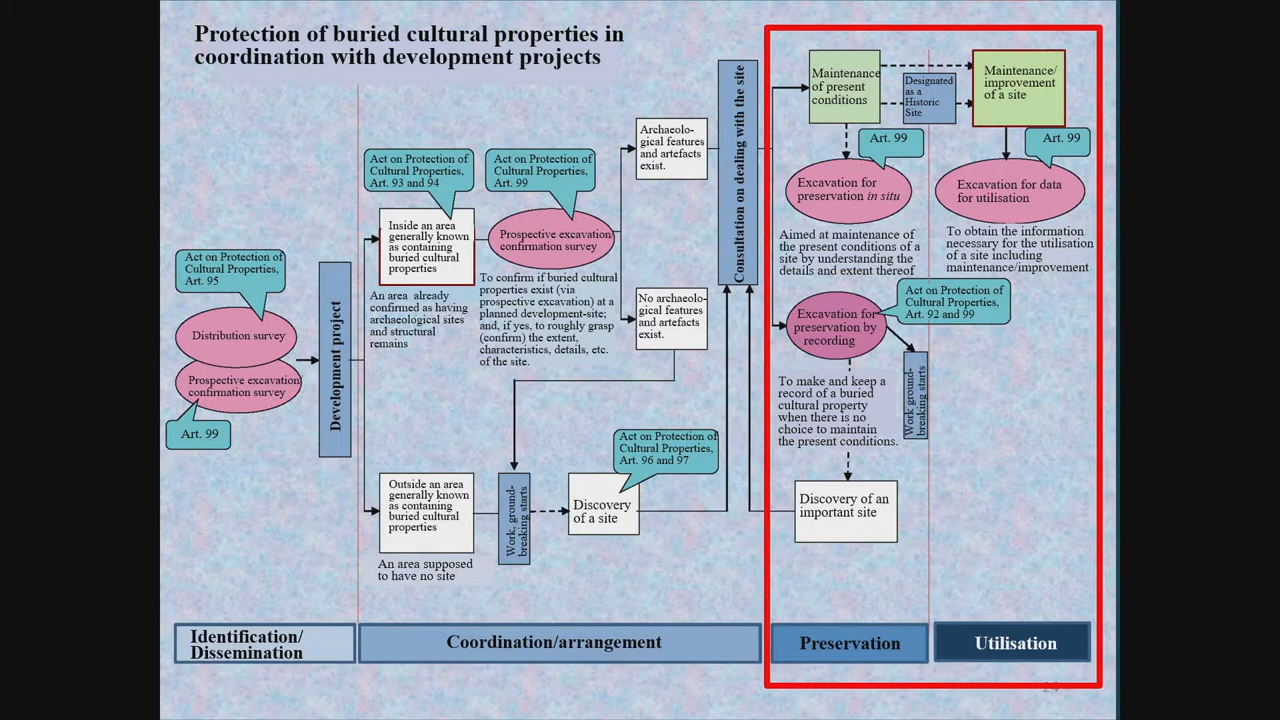 Protection of buried cultural properties in
coordination with development projects
Act on Protection of
Cultural Properties,
Art. 95
Distribution survey
Prospective excavation
confirmation survey
Art. 99
Development project
Act on Protection of
Cultural Properties,
Art. 93 and 94
Inside an area
generally known
as containing
buried cultural
properties
An area already
confirmed as having
archaeological sites
and structural
remains
Act on Protection of
Cultural Properties,
Art. 99
Prospective excavation
confirmation survey
To confirm if buried cultural
properties exist (via
prospective excavation) at a
planned development-site;
and, if yes, to roughly grasp
(confirm) the extent,
characteristics, details, etc.
of the site.
Archaeolo-
gical features
and artefacts
exist.
No archaeolo-
gical features
and artefacts
exist.
Outside an area
generally known
as containing
buried cultural
properties
An area supposed
to have no site
Work, ground-
breaking starts
Act on Protection of
Cultural Properties,
Art. 96 and 97
Discovery
of a site
Consultation on dealing with the site
Maintenance
of present
conditions
Designated
as a
Historic
Site
Maintenance/
improvement
of a site
Art. 99
Art. 99
Excavation for
preservation in situ
Excavation for data
for utilisation
Aimed at maintenance of
the present conditions of a
site by understanding the
details and extent thereof
To obtain the information
necessary for the utilisation
of a site including
maintenance/improvement
Act on Protection of
Cultural Properties,
Art. 92 and 99
Excavation for
preservation by
recording
Work ground-
breaking starts
To make and keep a
record of a buried
cultural property
when there is no
choice to maintain
the present conditions.
Discovery of an
important site
Identification/
Dissemination
Coordination/arrangement
Preservation
Utilisation